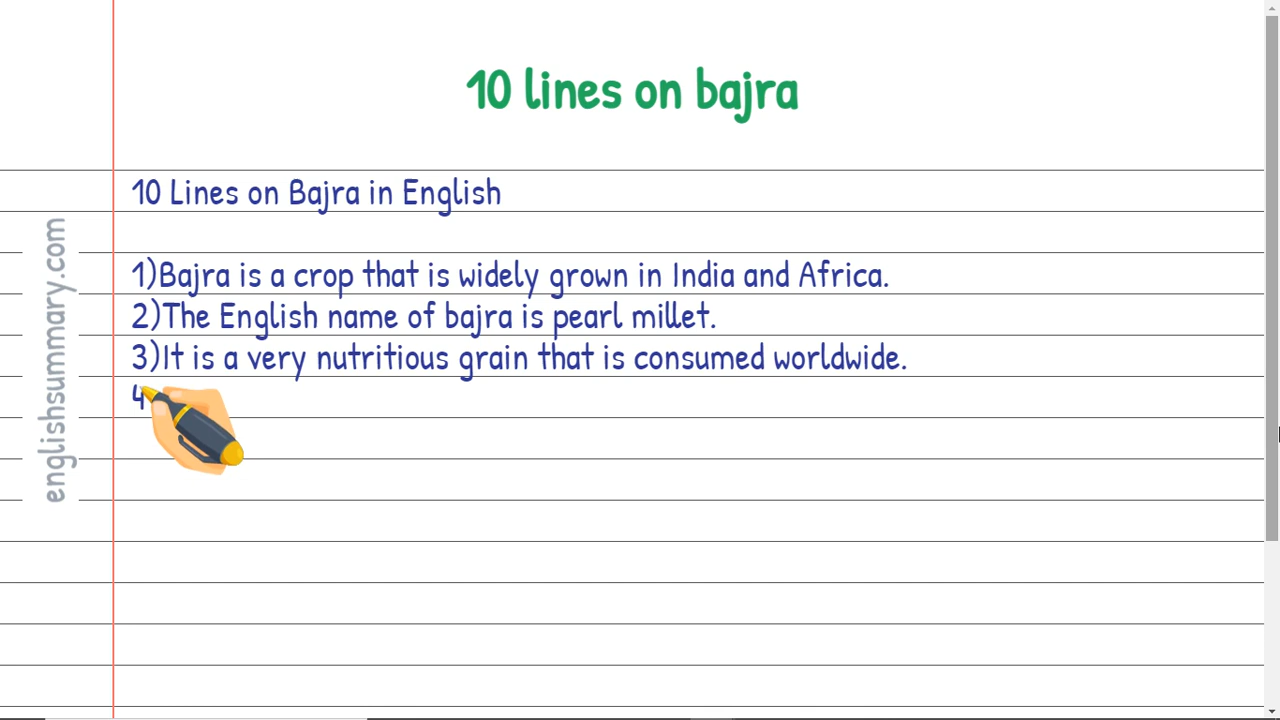 10 lines on bajra
10 Lines on Bajra in English
1)Bajra is a crop that is widely grown in India and Africa.
2)The English name of bajra is pearl millet.
3)It is a very nutritious grain that is consumed worldwide.
4
englishsummary.com